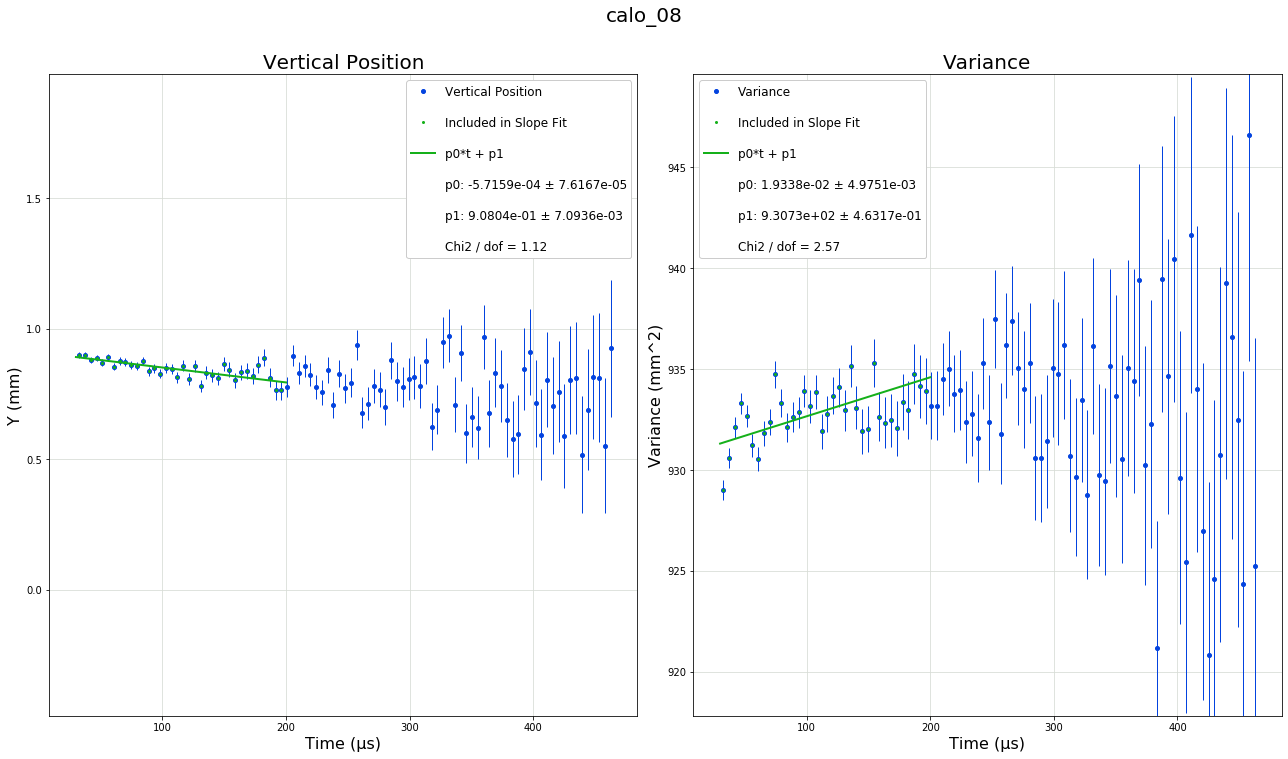 calo_08
Vertical Position
Vertical Position
Included in Slope Fit
p0*t + p1
p0: -5.7159e-04 ± 7.6167e-05
p1: 9.0804e-01 ± 7.0936e-03
Chi2 / dof = 1.12
1.5
1.0
0.5
0.0
Y (mm)
100
200
300
400
Time (μs)
Variance
Variance
Included in Slope Fit
p0*t + p1
p0: 1.9338e-02 ± 4.9751e-03
p1: 9.3073e+02 ± 4.6317e-01
Chi2 / dof = 2.57
945
940
935
930
925
920
Variance (mm^2)
100
200
300
400
Time (μs)